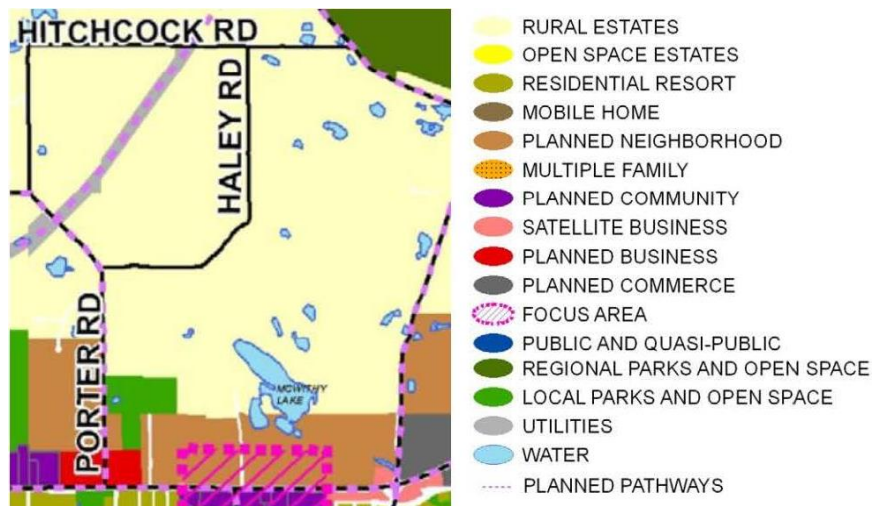 HITCHCOCK RD
HALEY RD
PORTER RD
MCWITHY
LAKE
RURAL ESTATES
OPEN SPACE ESTATES
RESIDENTIAL RESORT
MOBILE HOME
PLANNED NEIGHBORHOOD
MULTIPLE FAMILY
PLANNED COMMUNITY
SATELLITE BUSINESS
PLANNED BUSINESS
PLANNED COMMERCE
FOCUS AREA
PUBLIC AND QUASI-PUBLIC
REGIONAL PARKS AND OPEN SPACE
LOCAL PARKS AND OPEN SPACE
UTILITIES
WATER
PLANNED PATHWAYS